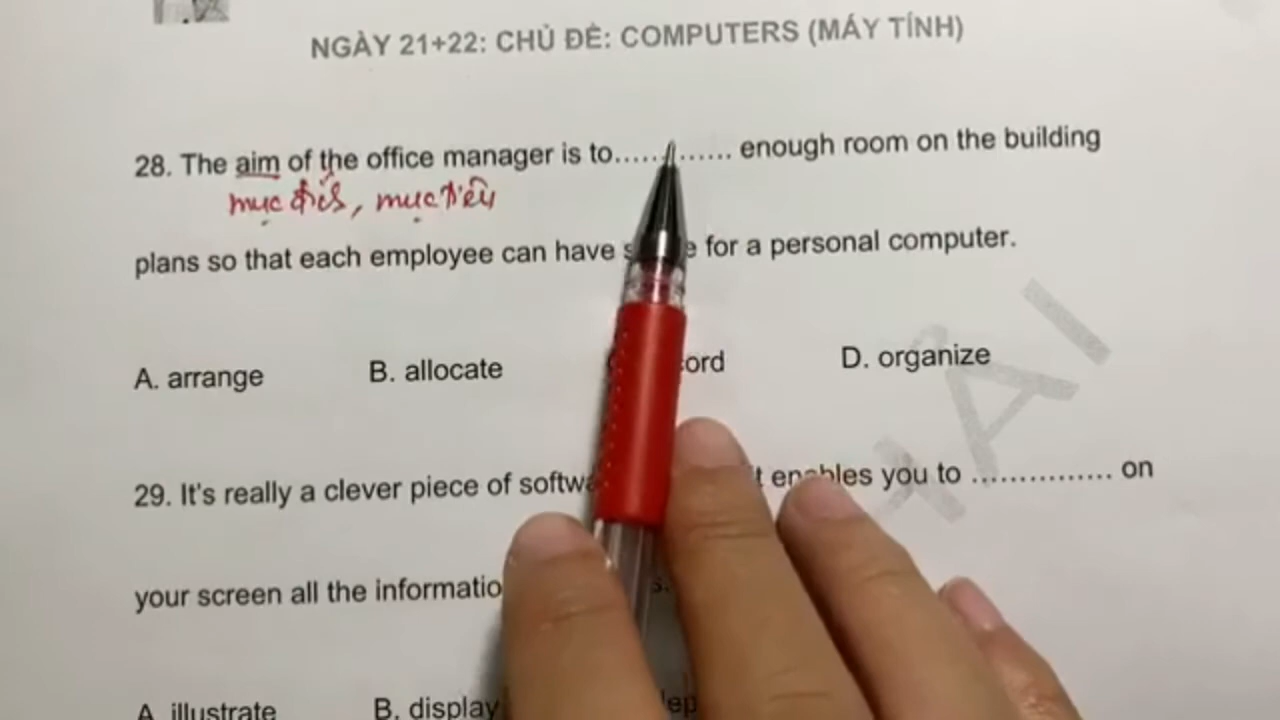 NGÀY 21+22: CHỦ ĐỀ: COMPUTERS (MÁY TÍNH)
28. The aim of the office manager is to............ enough room on the building
mục đích, mục tiêu
plans so that each employee can have for a personal computer.
A. arrange B. allocate D. organize
29. It's really a clever piece of it enables you to .............. on
your screen all the
A. illustrate B. display